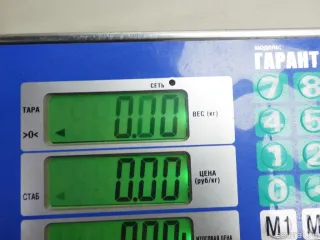 МОДЕЛЬ:
ГАРАНТ
СЕТЬ
ТАРА
>0<
0.00
ВЕС (кг)
7 8
4 5
1 2
0
СТАБ
0.00
ЦЕНА
(руб/кг)
M1 M